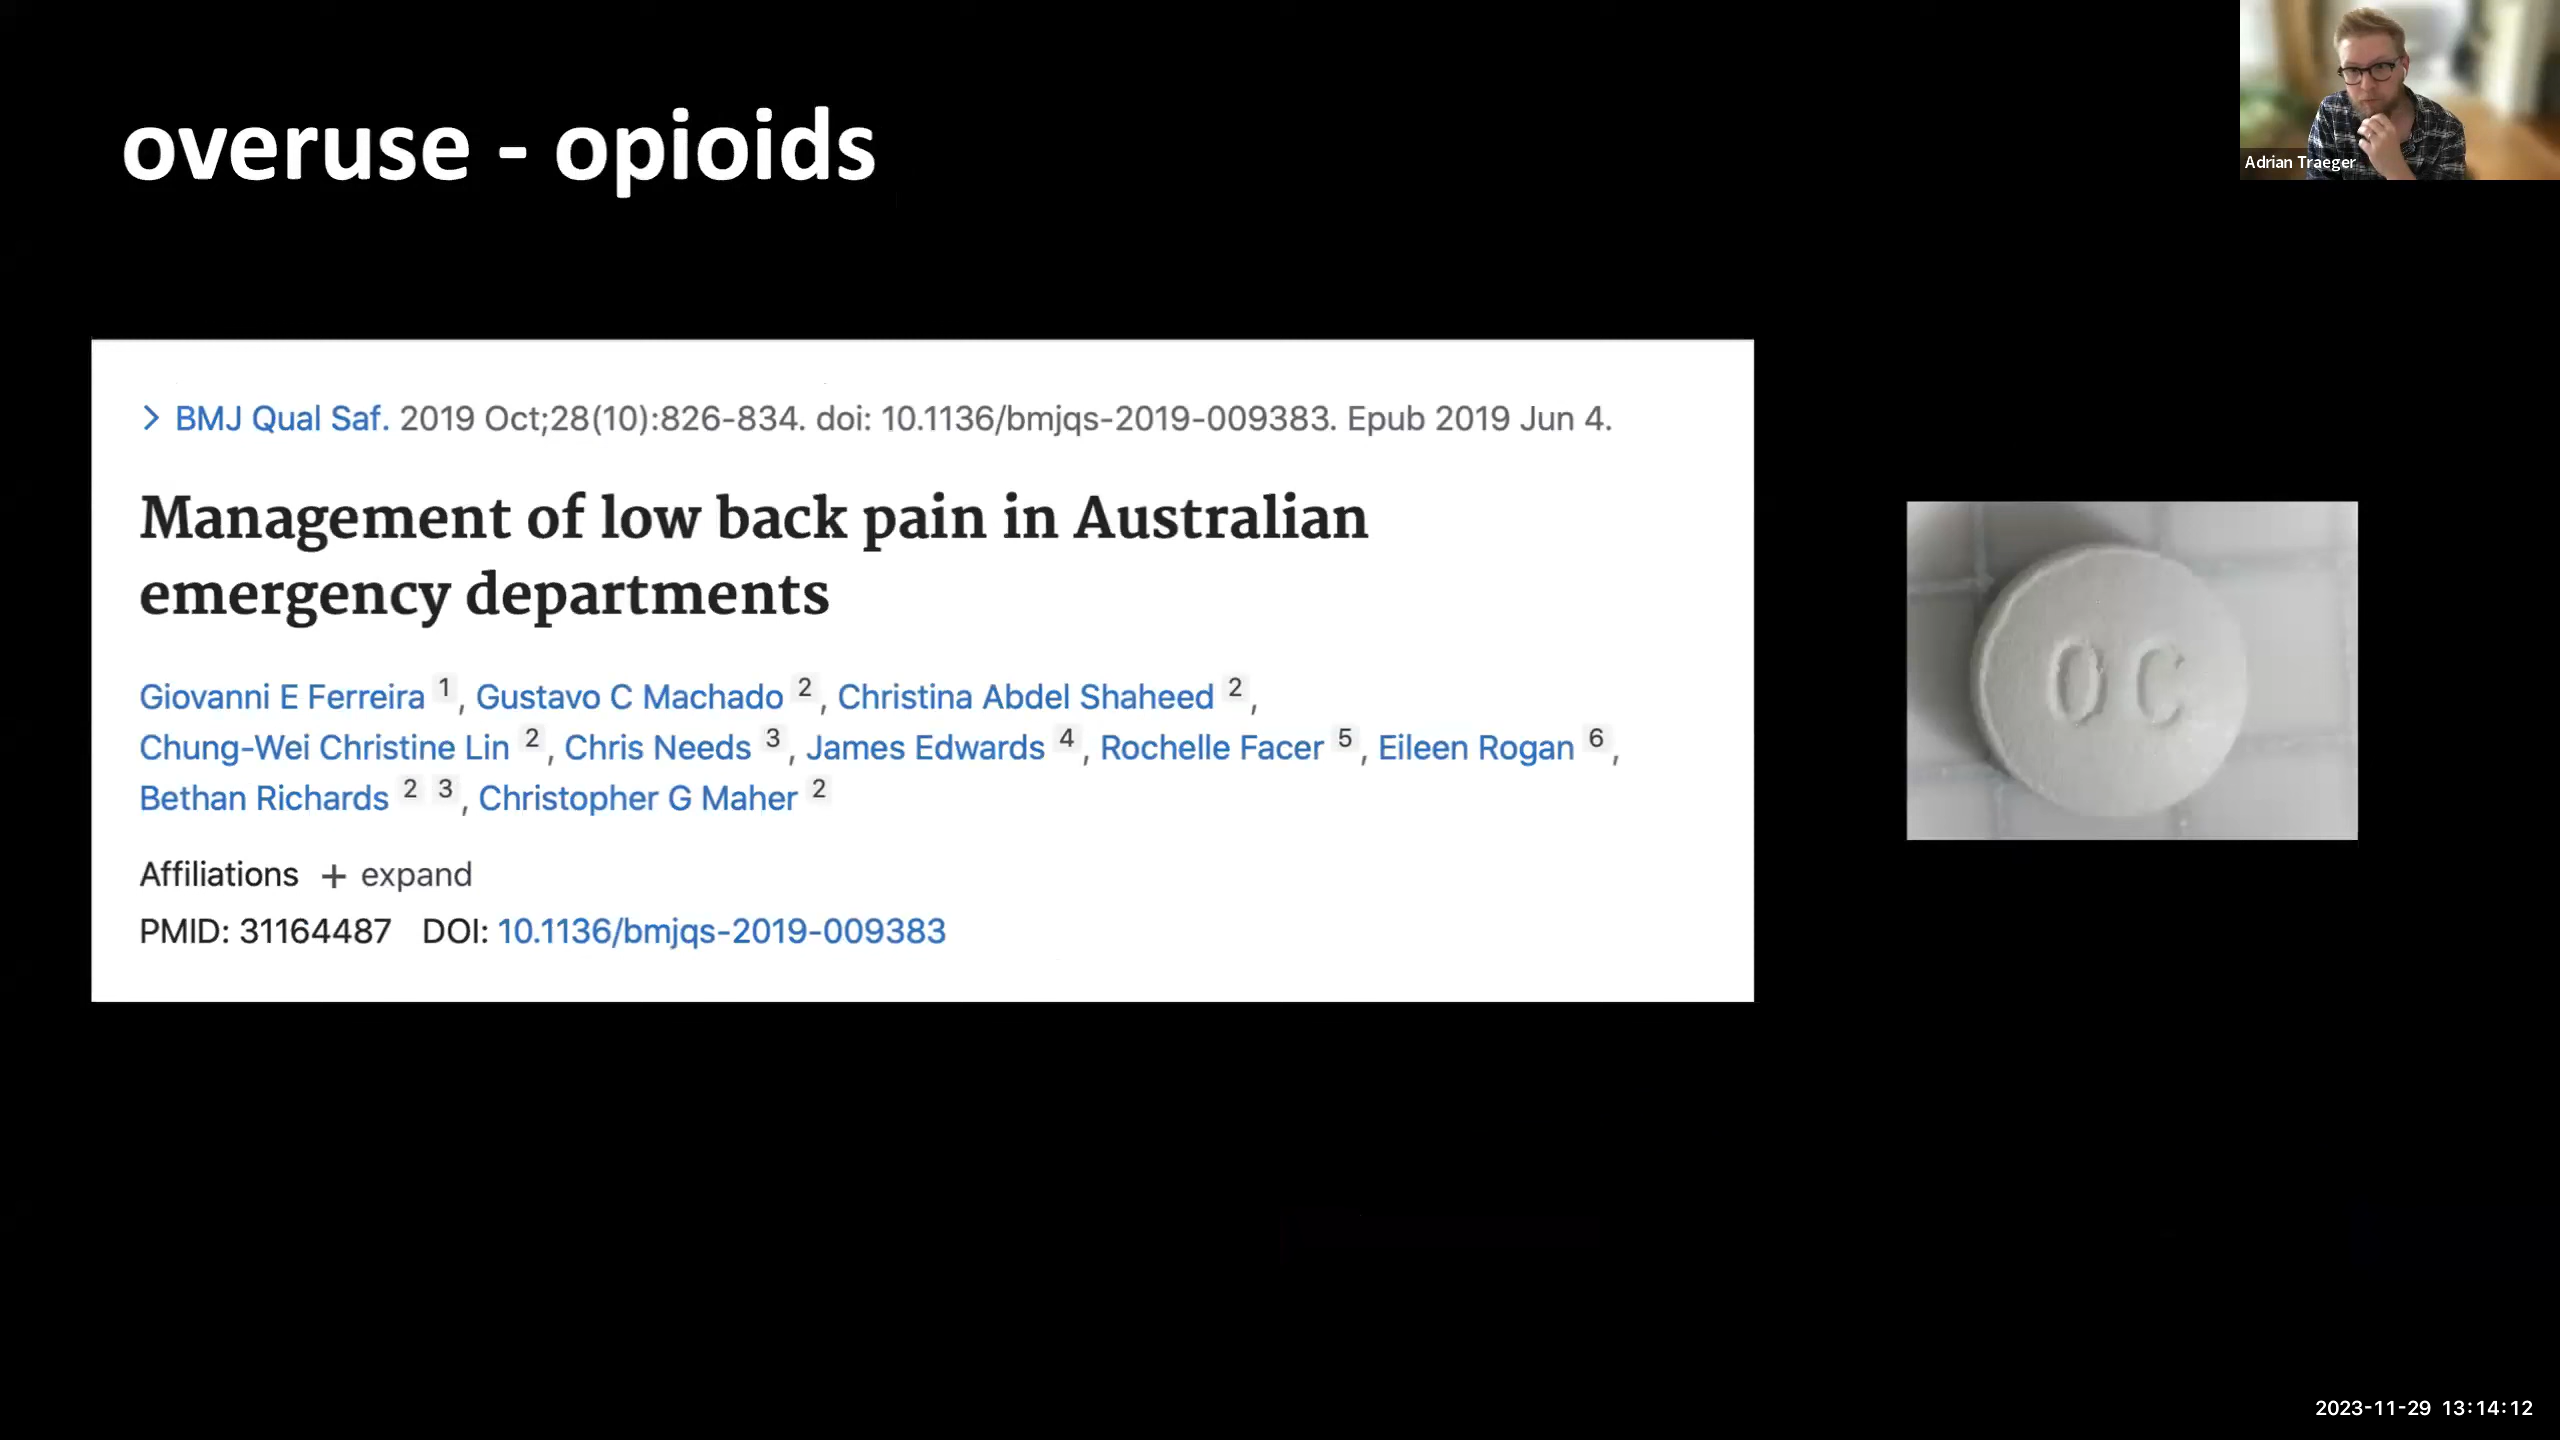 overuse - opioids
Adrian Traeger
> BMJ Qual Saf. 2019 Oct;28(10):826-834. doi: 10.1136/bmjqs-2019-009383. Epub 2019 Jun 4.
Management of low back pain in Australian
emergency departments
Giovanni E Ferreira 1, Gustavo C Machado 2, Christina Abdel Shaheed 2,
Chung-Wei Christine Lin 2, Chris Needs 3, James Edwards 4, Rochelle Facer 5, Eileen Rogan 6,
Bethan Richards 2 3, Christopher G Maher 2
Affiliations + expand
PMID: 31164487 DOI: 10.1136/bmjqs-2019-009383
OC
2023-11-29 13:14:12